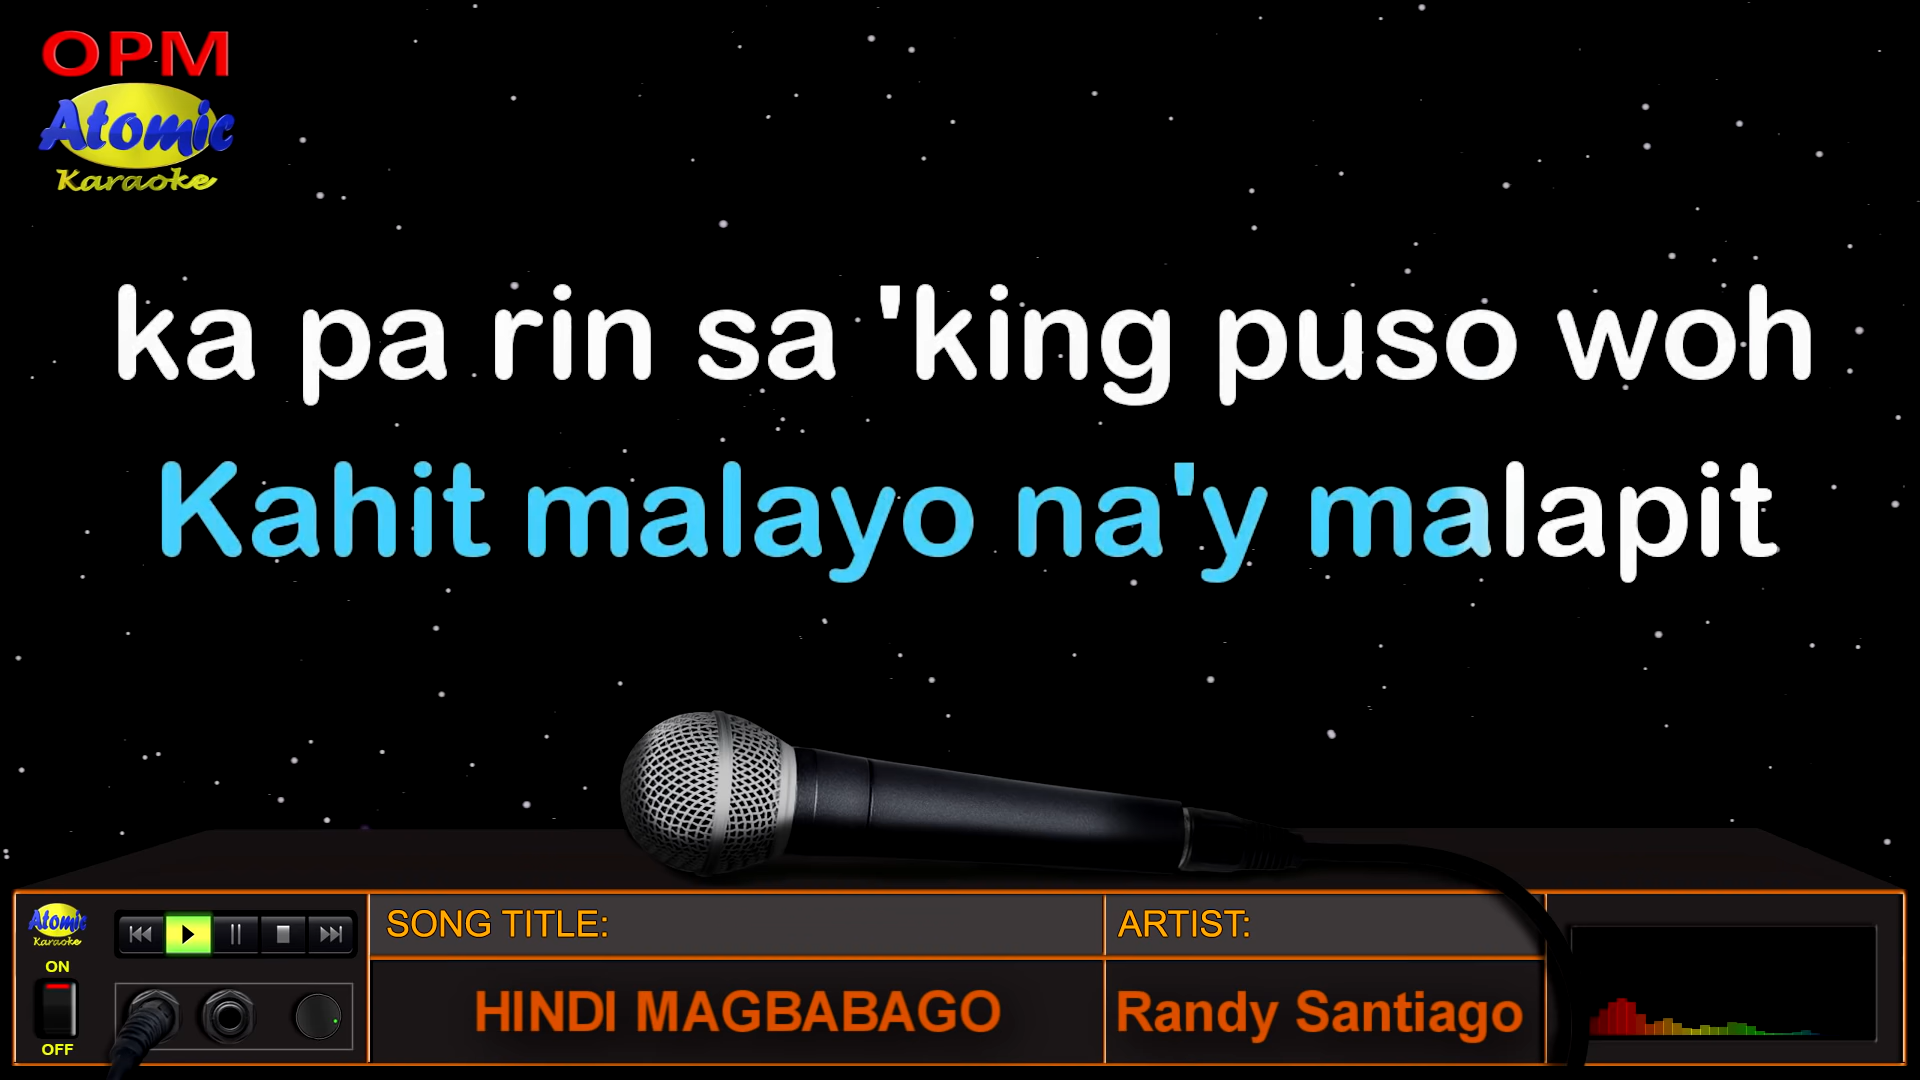 OPM
Atomic
Karaoke
ka pa rin sa 'king puso woh
Kahit malayo na'y malapit
Atomic
Karaoke
ON
OFF
SONG TITLE:
HINDI MAGBABAGO
ARTIST:
Randy Santiago